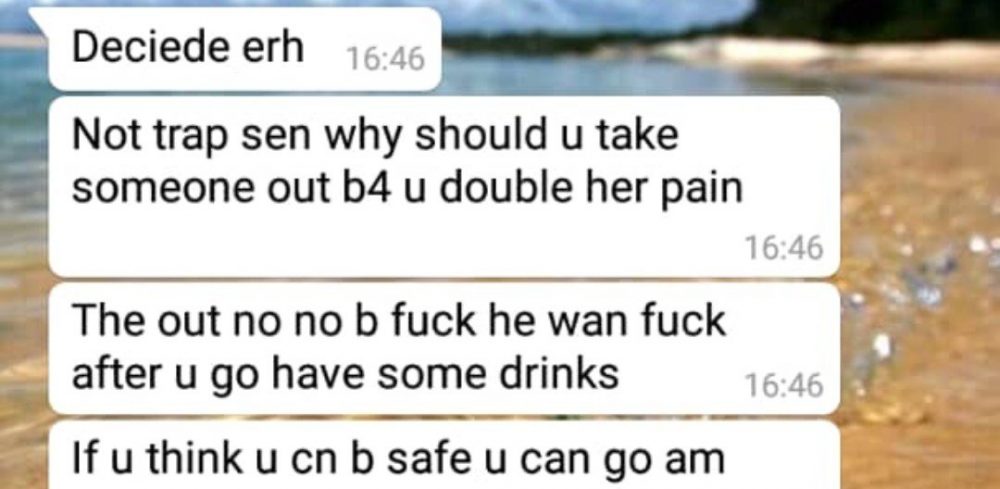 Deciede erh 16:46
Not trap sen why should u take
someone out b4 u double her pain
16:46
The out no no b fuck he wan fuck
after u go have some drinks 16:46
If u think u cn b safe u can go am